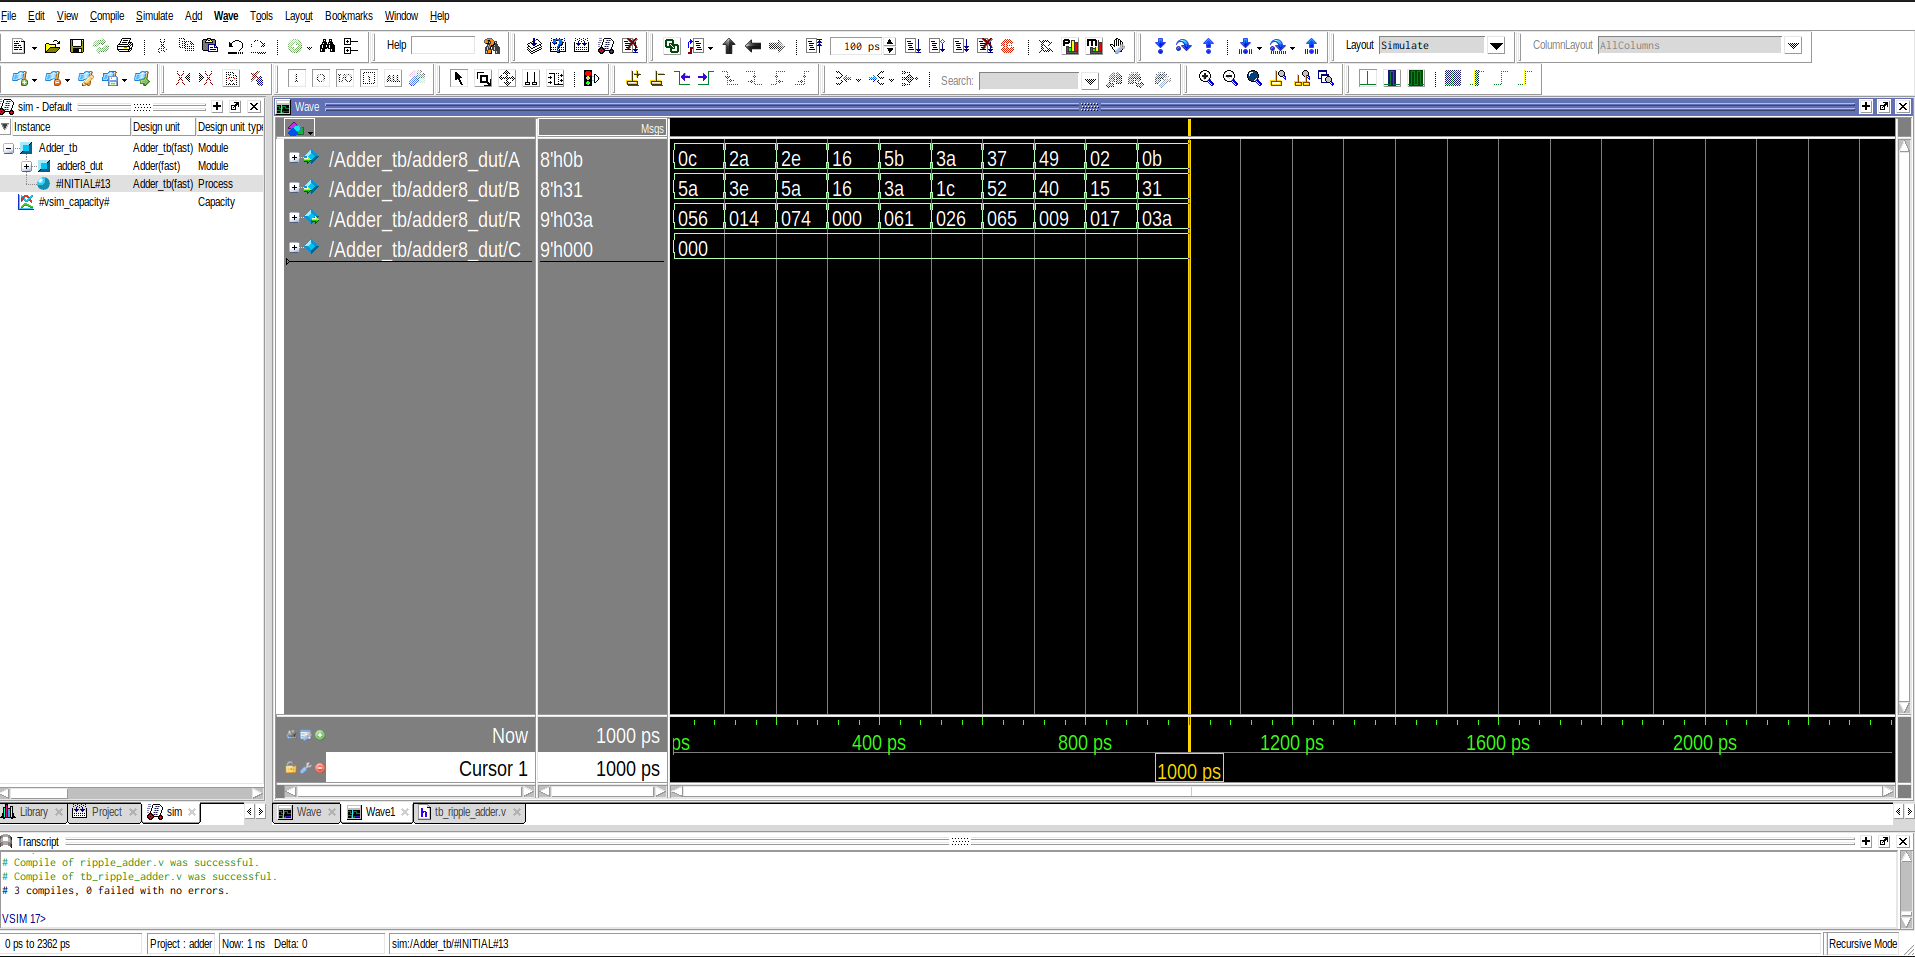 File Edit View Compile Simulate Add Wave Tools Layout Bookmarks Window Help
Help
100 ps
Layout Simulate
ColumnLayout AllColumns
Search:
sim - Default
Wave
Instance Design unit Design unit type
Msgs
Adder_tb Adder_tb(fast) Module
adder8_dut Adder(fast) Module
#INITIAL#13 Adder_tb(fast) Process
#vsim_capacity# Capacity
/Adder_tb/adder8_dut/A 8'h0b 0c 2a 2e 16 5b 3a 37 49 02 0b
/Adder_tb/adder8_dut/B 8'h31 5a 3e 5a 16 3a 1c 52 40 15 31
/Adder_tb/adder8_dut/R 9'h03a 056 014 074 000 061 026 065 009 017 03a
/Adder_tb/adder8_dut/C 9'h000 000
Now 1000 ps
ps 400 ps 800 ps 1200 ps 1600 ps 2000 ps
Cursor 1 1000 ps 1000 ps
Library Project sim
Wave Wave1 tb_ripple_adder.v
Transcript
# Compile of ripple_adder.v was successful.
# Compile of tb_ripple_adder.v was successful.
# 3 compiles, 0 failed with no errors.
VSIM 17>
0 ps to 2362 ps Project : adder Now: 1 ns Delta: 0 sim:/Adder_tb/#INITIAL#13 Recursive Mode